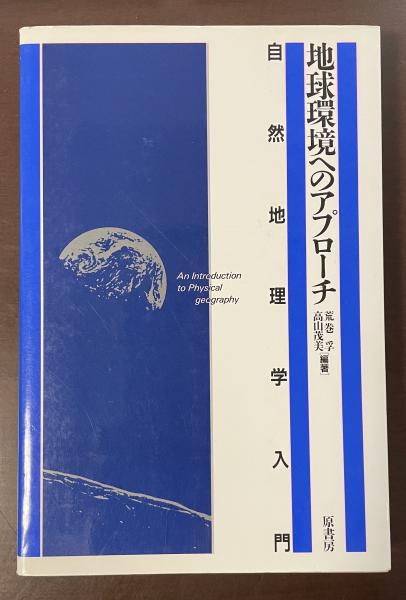 地球環境へのアプローチ
荒巻 孚
高山茂美[編著]
自然地理学入門
An Introduction
to Physical
geography
原書房